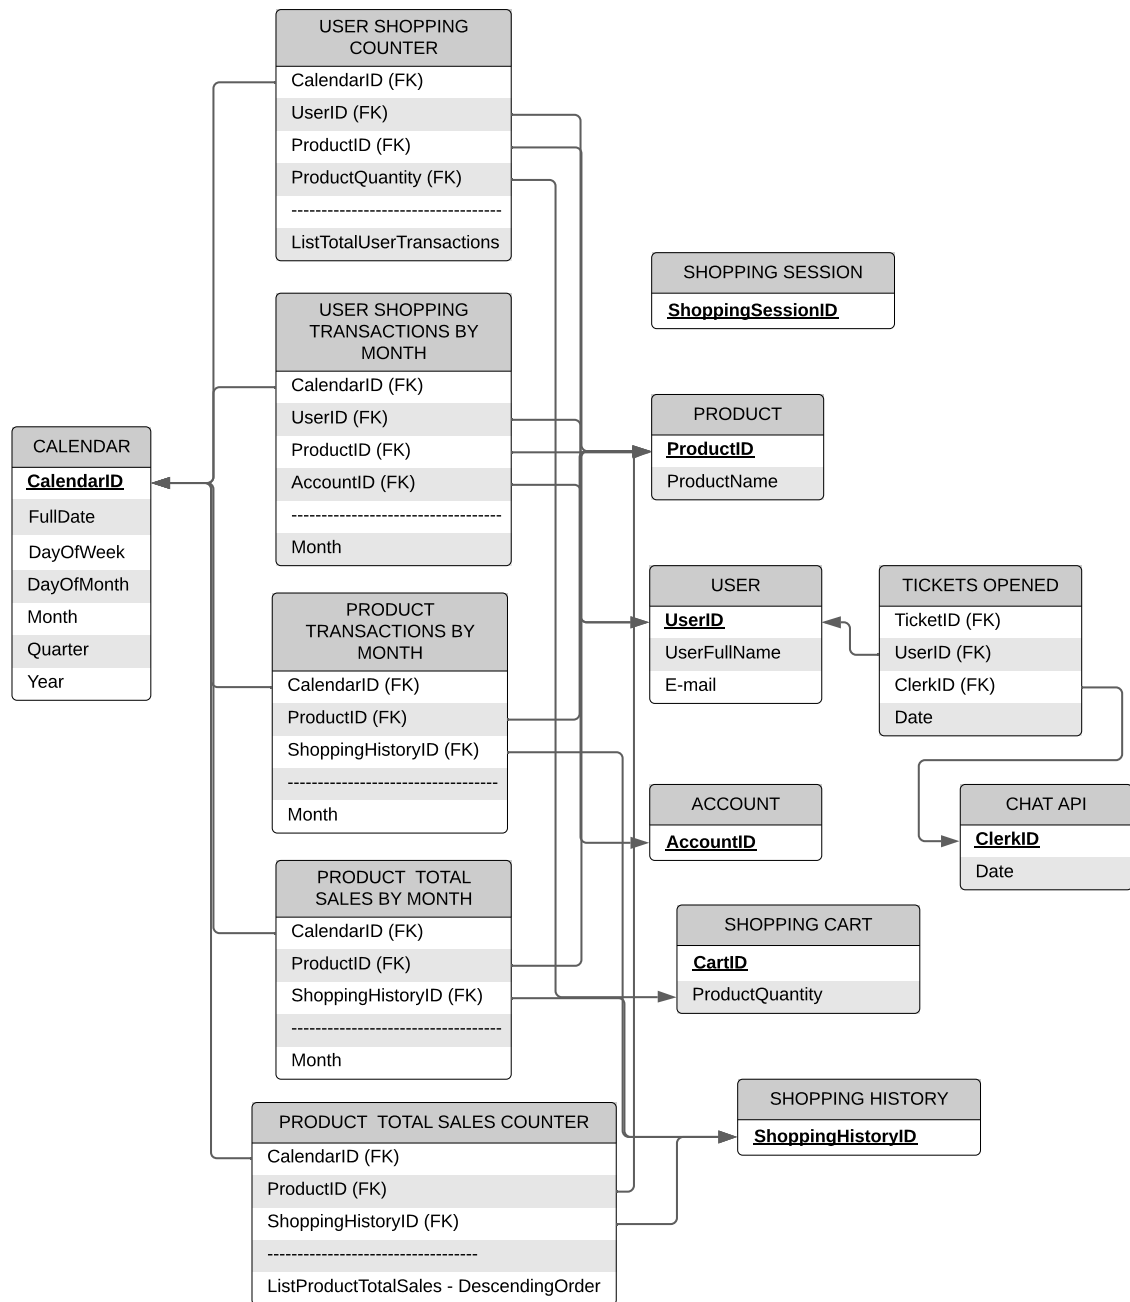 USER SHOPPING
COUNTER
CalendarID (FK)
UserID (FK)
ProductID (FK)
ProductQuantity (FK)
-----------------------------------
ListTotalUserTransactions
USER SHOPPING
TRANSACTIONS BY
MONTH
CalendarID (FK)
UserID (FK)
ProductID (FK)
AccountID (FK)
-----------------------------------
Month
CALENDAR
CalendarID
FullDate
DayOfWeek
DayOfMonth
Month
Quarter
Year
PRODUCT
TRANSACTIONS BY
MONTH
CalendarID (FK)
ProductID (FK)
ShoppingHistoryID (FK)
-----------------------------------
Month
PRODUCT  TOTAL
SALES BY MONTH
CalendarID (FK)
ProductID (FK)
ShoppingHistoryID (FK)
-----------------------------------
Month
PRODUCT  TOTAL SALES COUNTER
CalendarID (FK)
ProductID (FK)
ShoppingHistoryID (FK)
-----------------------------------
ListProductTotalSales - DescendingOrder
SHOPPING SESSION
ShoppingSessionID
PRODUCT
ProductID
ProductName
USER
UserID
UserFullName
E-mail
TICKETS OPENED
TicketID (FK)
UserID (FK)
ClerkID (FK)
Date
ACCOUNT
AccountID
CHAT API
ClerkID
Date
SHOPPING CART
CartID
ProductQuantity
SHOPPING HISTORY
ShoppingHistoryID